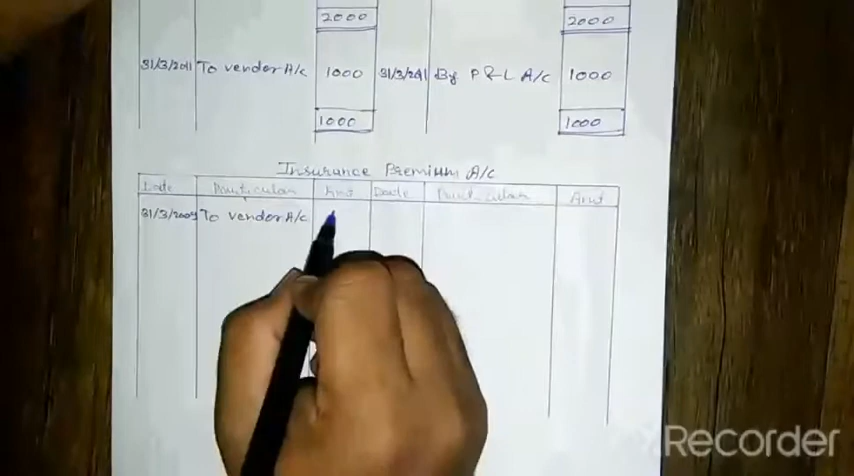 2000 2000
31/3/2011 To vendor A/c 1000 31/3/2011 By P & L A/c 1000
1000 1000
Insurance Premium A/c
Date Particular Amt Date Particular Amt
31/3/2009 To vendor A/c
XRecorder